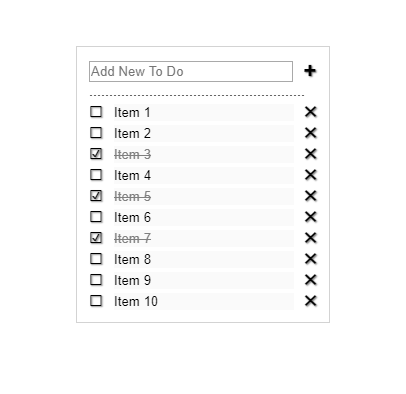 Add New To Do
Item 1
Item 2
Item 3
Item 4
Item 5
Item 6
Item 7
Item 8
Item 9
Item 10